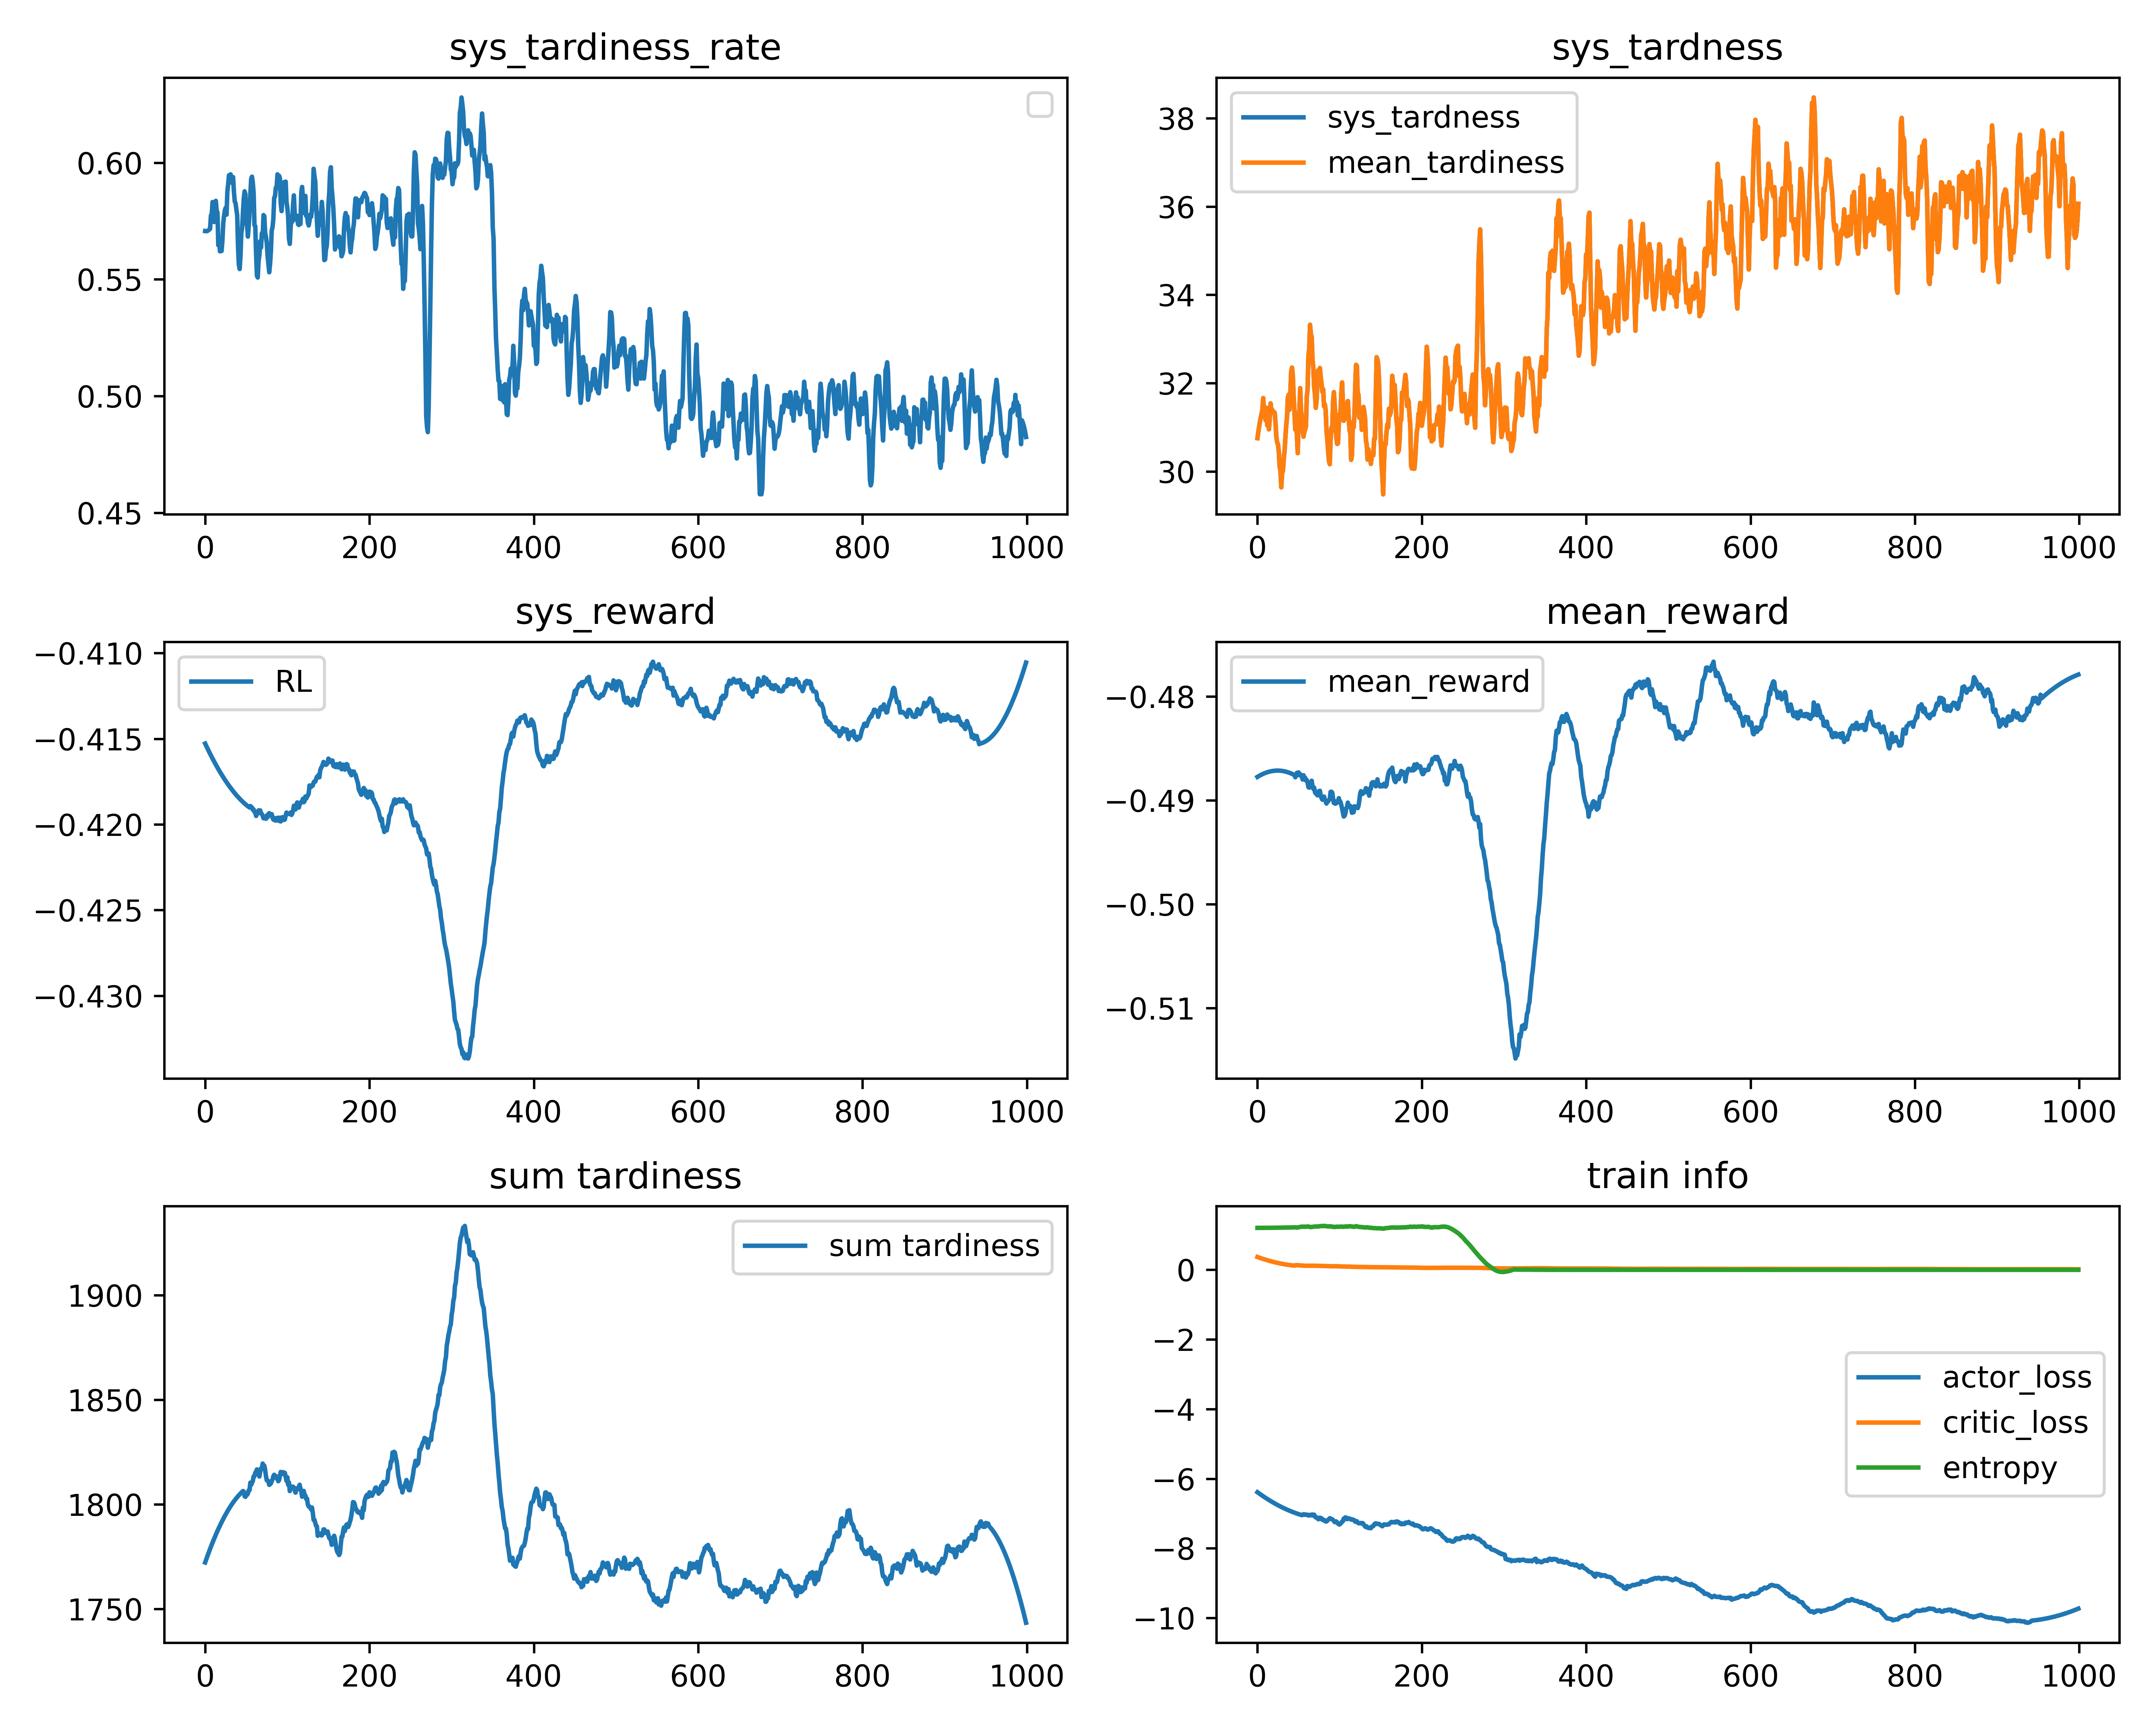 sys_tardiness_rate
0.60
0.55
0.50
0.45
0 200 400 600 800 1000
sys_tardness
sys_tardness
mean_tardiness
38
36
34
32
30
0 200 400 600 800 1000
sys_reward
RL
−0.410
−0.415
−0.420
−0.425
−0.430
0 200 400 600 800 1000
mean_reward
mean_reward
−0.48
−0.49
−0.50
−0.51
0 200 400 600 800 1000
sum tardiness
sum tardiness
1900
1850
1800
1750
0 200 400 600 800 1000
train info
0
−2
−4
−6
−8
−10
actor_loss
critic_loss
entropy
0 200 400 600 800 1000